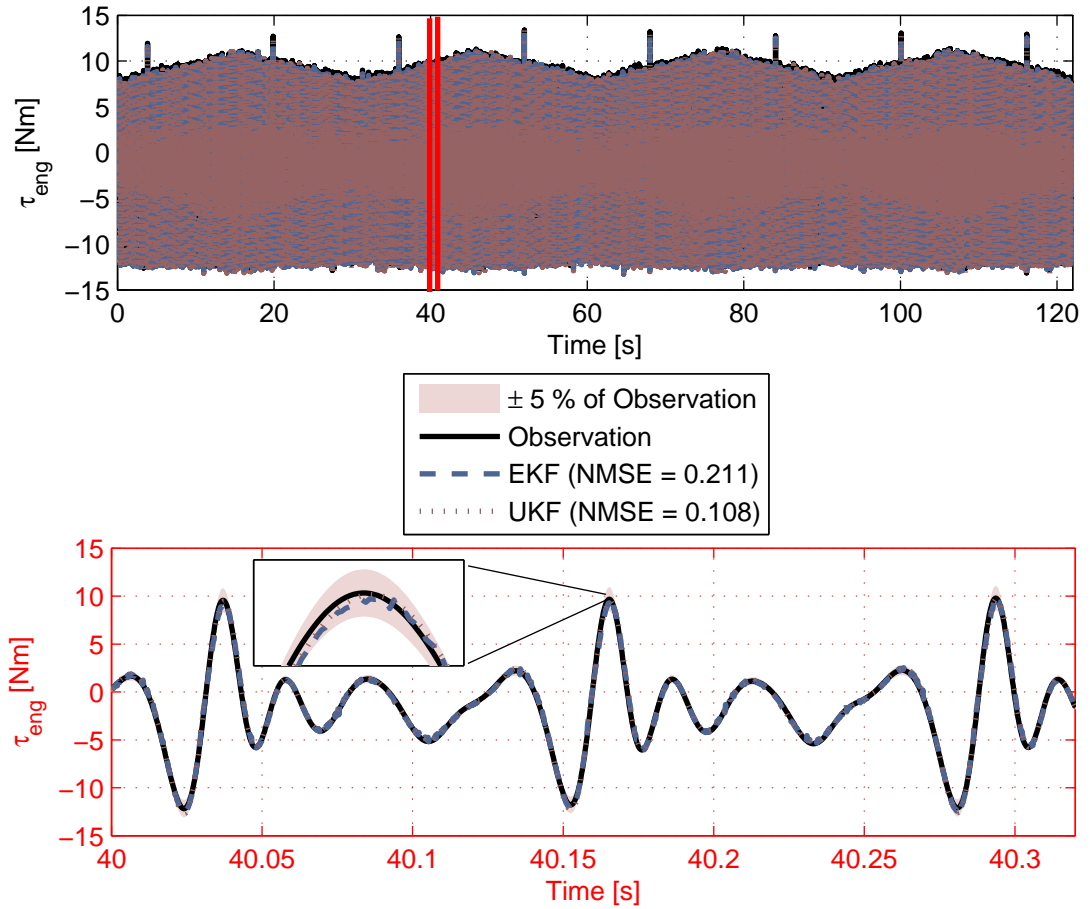 15
10
5
0
−5
−10
−15
τeng [Nm]
0 20 40 60 80 100 120
Time [s]
± 5 % of Observation
Observation
EKF (NMSE = 0.211)
UKF (NMSE = 0.108)
15
10
5
0
−5
−10
−15
τeng [Nm]
40 40.05 40.1 40.15 40.2 40.25 40.3
Time [s]